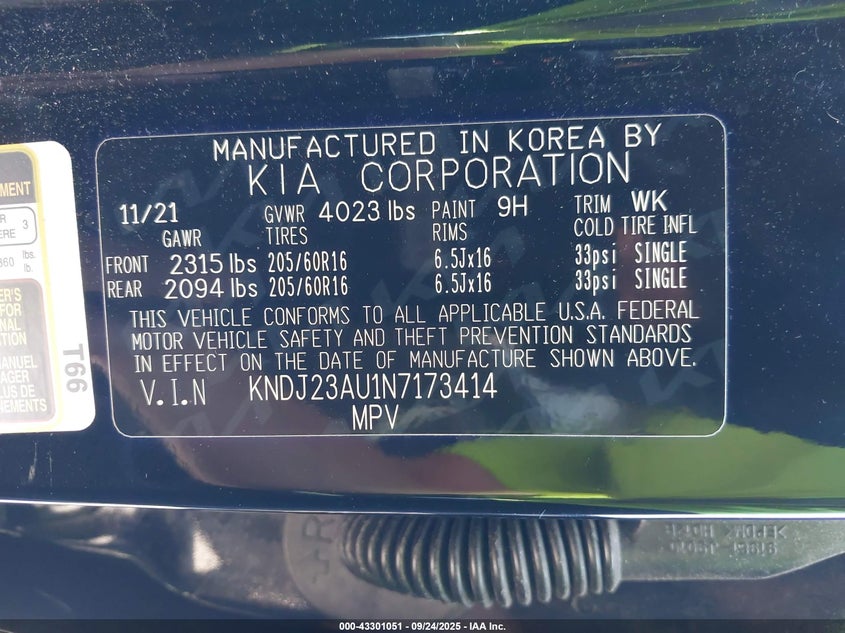 MANUFACTURED IN KOREA BY
KIA CORPORATION
11/21 GVWR 4023 lbs PAINT 9H TRIM WK
GAWR TIRES RIMS COLD TIRE INFL
FRONT 2315 lbs 205/60R16 6.5Jx16 33psi SINGLE
REAR 2094 lbs 205/60R16 6.5Jx16 33psi SINGLE
THIS VEHICLE CONFORMS TO ALL APPLICABLE U.S.A. FEDERAL
MOTOR VEHICLE SAFETY AND THEFT PREVENTION STANDARDS
IN EFFECT ON THE DATE OF MANUFACTURE SHOWN ABOVE.
V.I.N KNDJ23AU1N7173414
MPV
T66
000-43301051 - 09/24/2025 - IAA Inc.